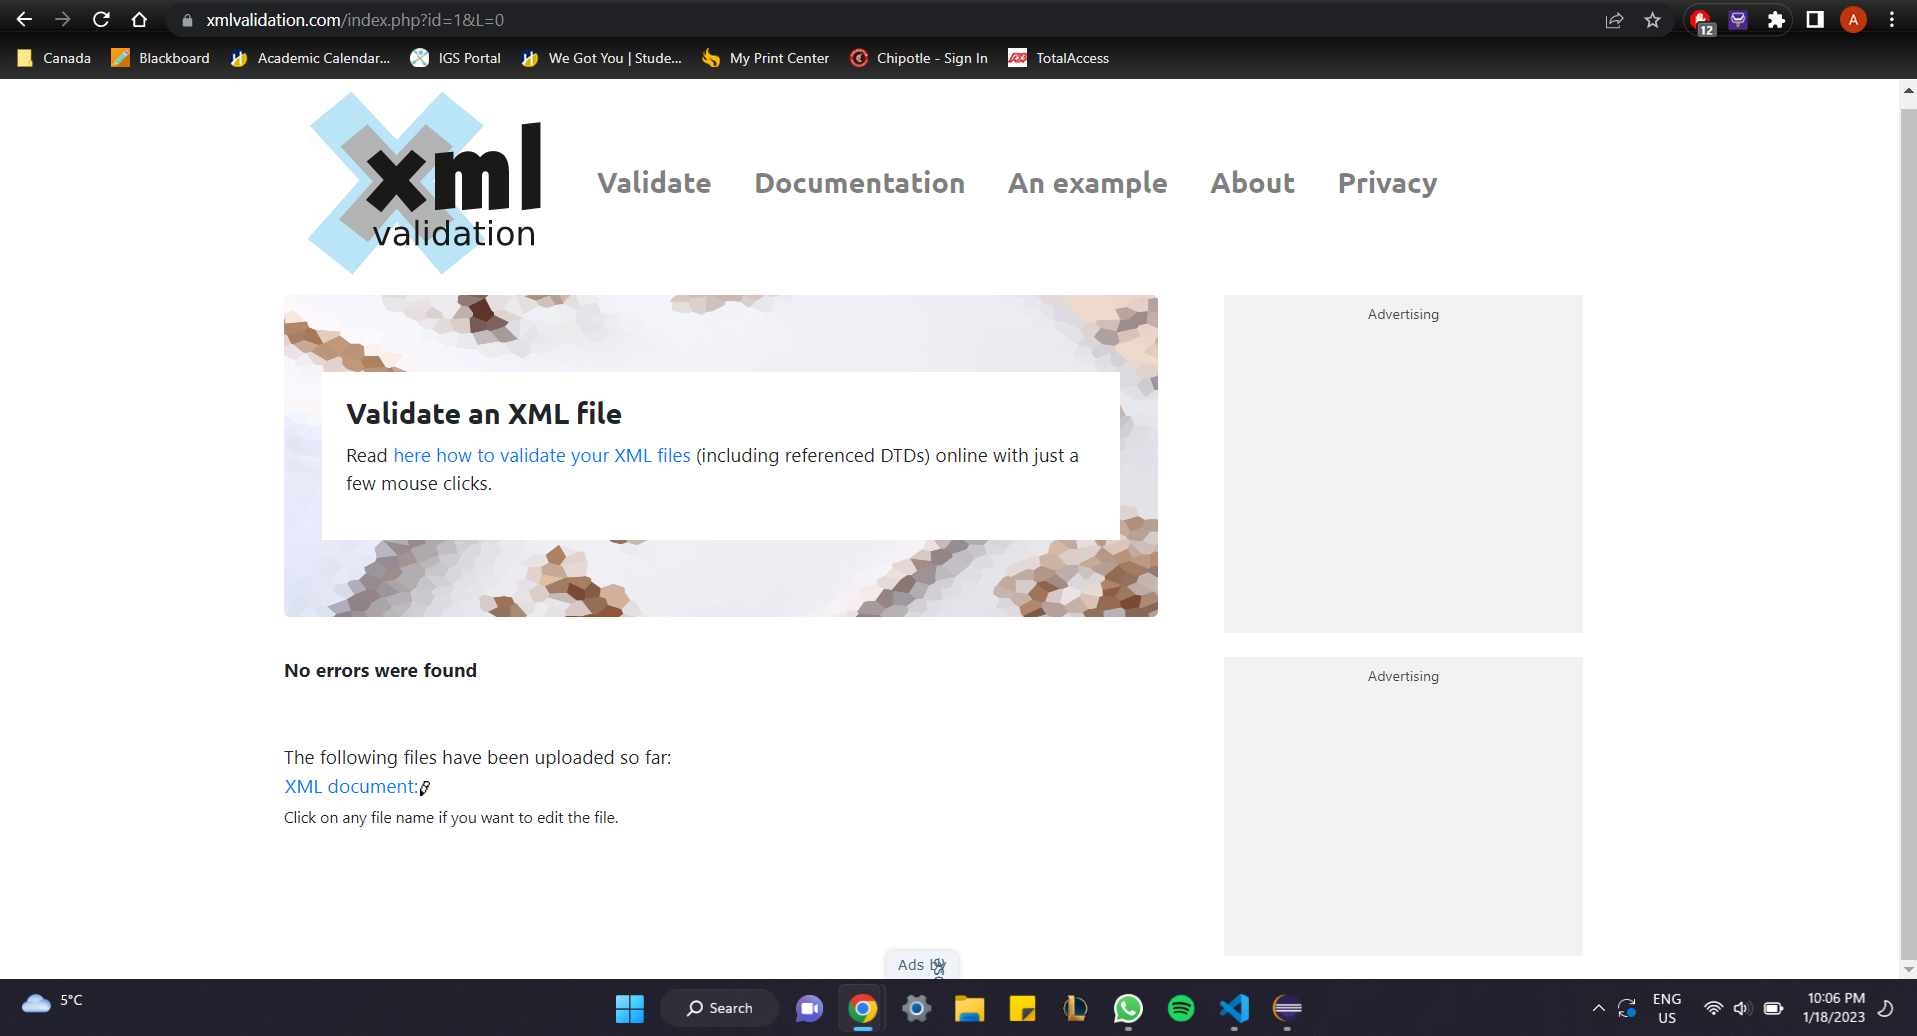 xmlvalidation.com/index.php?id=1&L=0
12
A
Canada
Blackboard
Academic Calendar...
IGS Portal
We Got You | Stude...
My Print Center
Chipotle - Sign In
TotalAccess
xml
validation
Validate
Documentation
An example
About
Privacy
Advertising
Validate an XML file
Read here how to validate your XML files (including referenced DTDs) online with just a
few mouse clicks.
No errors were found
Advertising
The following files have been uploaded so far:
XML document:
Click on any file name if you want to edit the file.
Ads by
5°C
Search
ENG
US
10:06 PM
1/18/2023